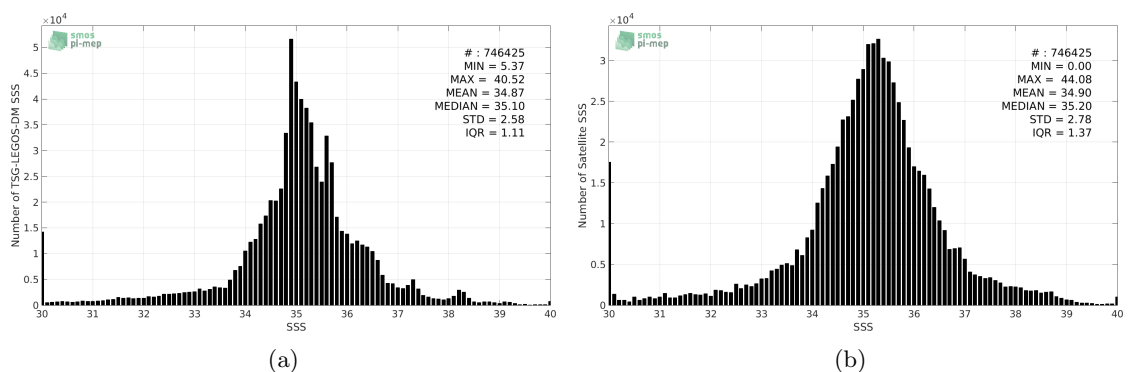 ×10⁴
smos
pi-mep
# : 746425
MIN = 5.37
MAX = 40.52
MEAN = 34.87
MEDIAN = 35.10
STD = 2.58
IQR = 1.11
Number of TSG-LEGOS-DM SSS
5
4.5
4
3.5
3
2.5
2
1.5
1
0.5
0
30 31 32 33 34 35 36 37 38 39 40
SSS
(a)
×10⁴
smos
pi-mep
# : 746425
MIN = 0.00
MAX = 44.08
MEAN = 34.90
MEDIAN = 35.20
STD = 2.78
IQR = 1.37
Number of Satellite SSS
3
2.5
2
1.5
1
0.5
0
30 31 32 33 34 35 36 37 38 39 40
SSS
(b)